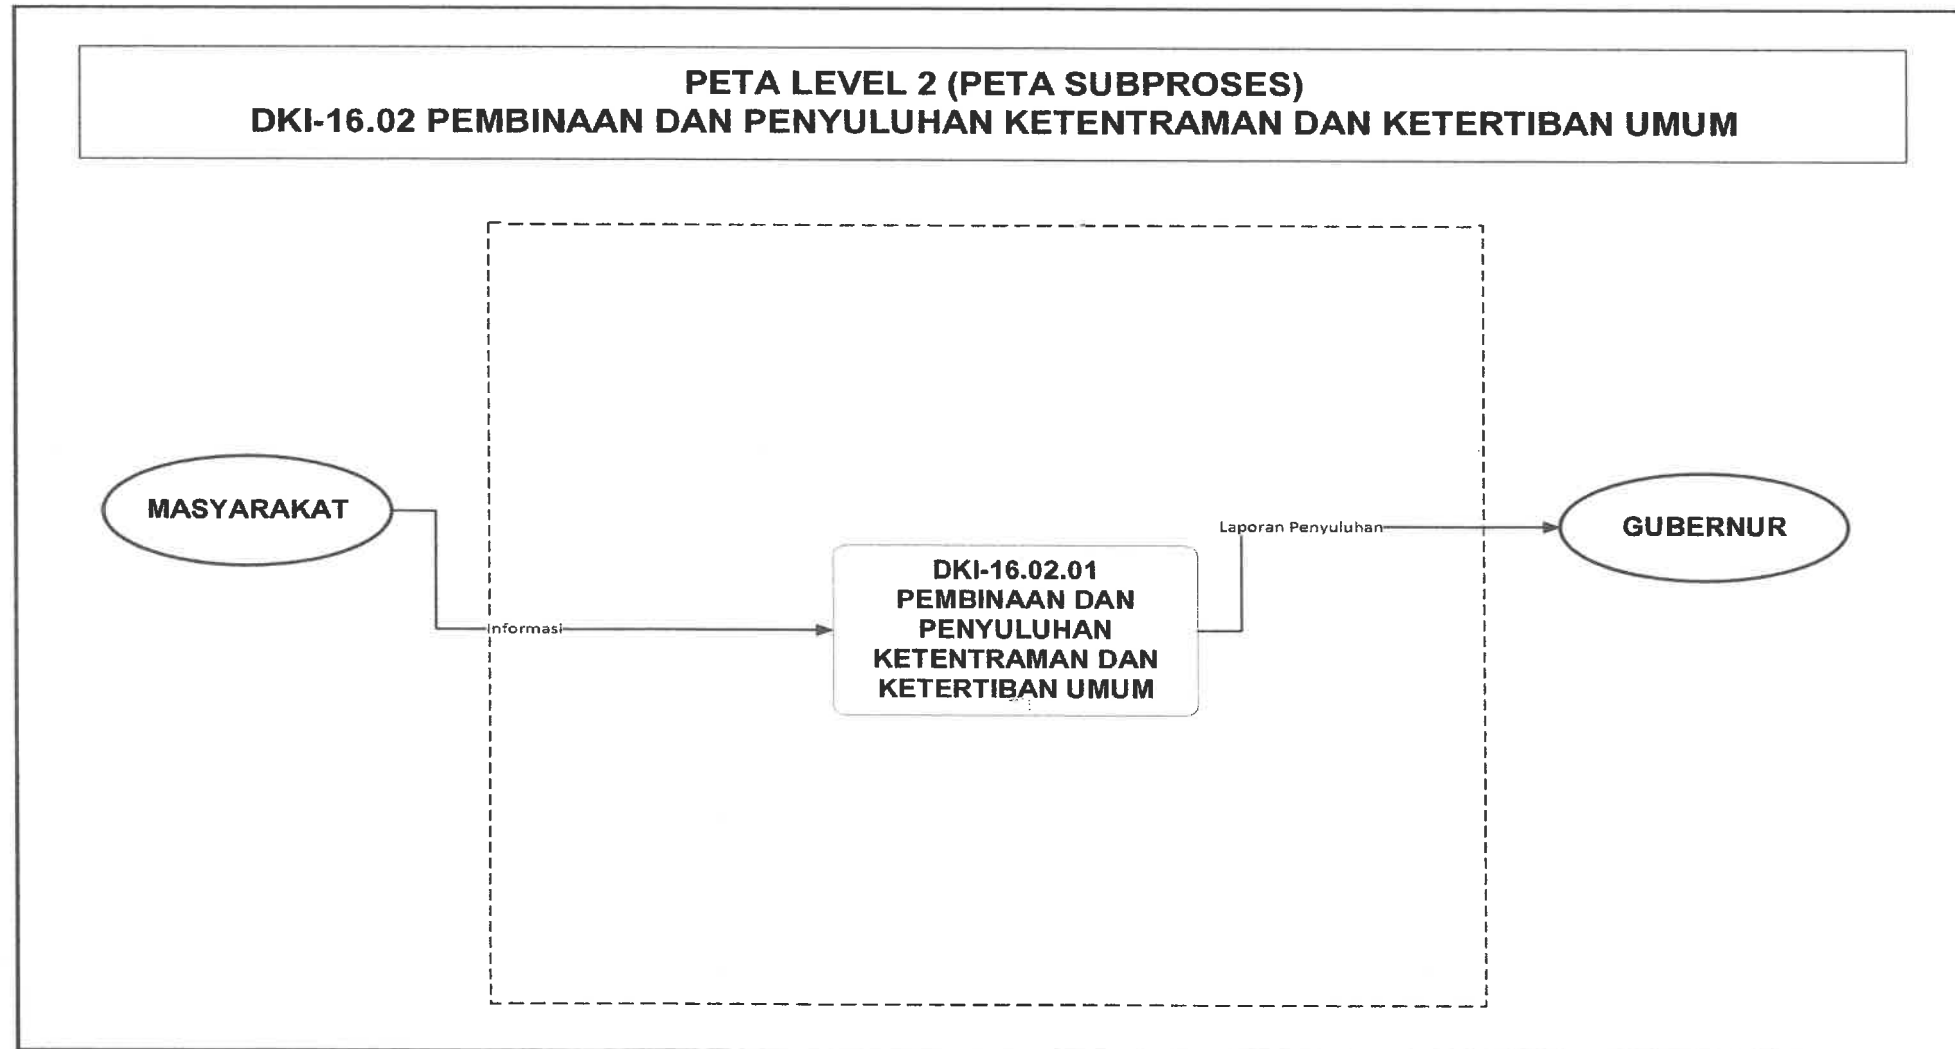 PETA LEVEL 2 (PETA SUBPROSES)
DKI-16.02 PEMBINAAN DAN PENYULUHAN KETENTRAMAN DAN KETERTIBAN UMUM
MASYARAKAT
Informasi
DKI-16.02.01
PEMBINAAN DAN
PENYULUHAN
KETENTRAMAN DAN
KETERTIBAN UMUM
Laporan Penyuluhan
GUBERNUR